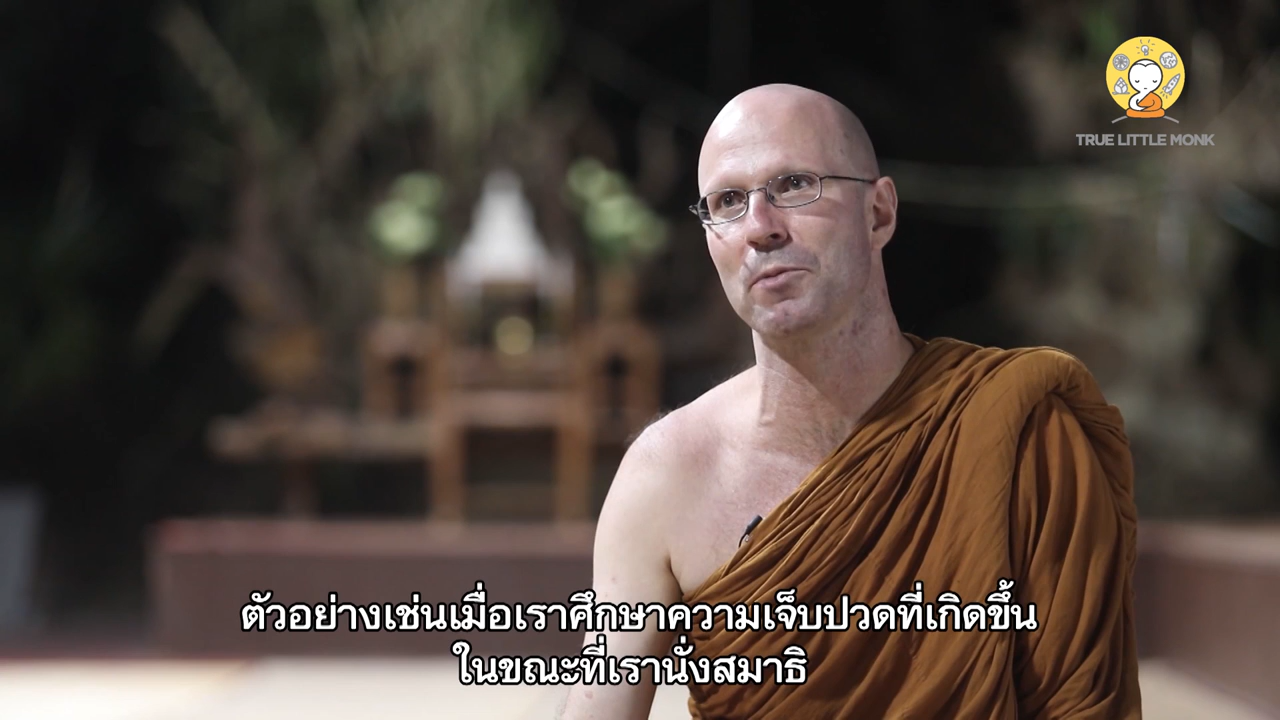 TRUE LITTLE MONK
ตัวอย่างเช่นเมื่อเราศึกษาความเจ็บปวดที่เกิดขึ้น
ในขณะที่เรานั่งสมาธิ